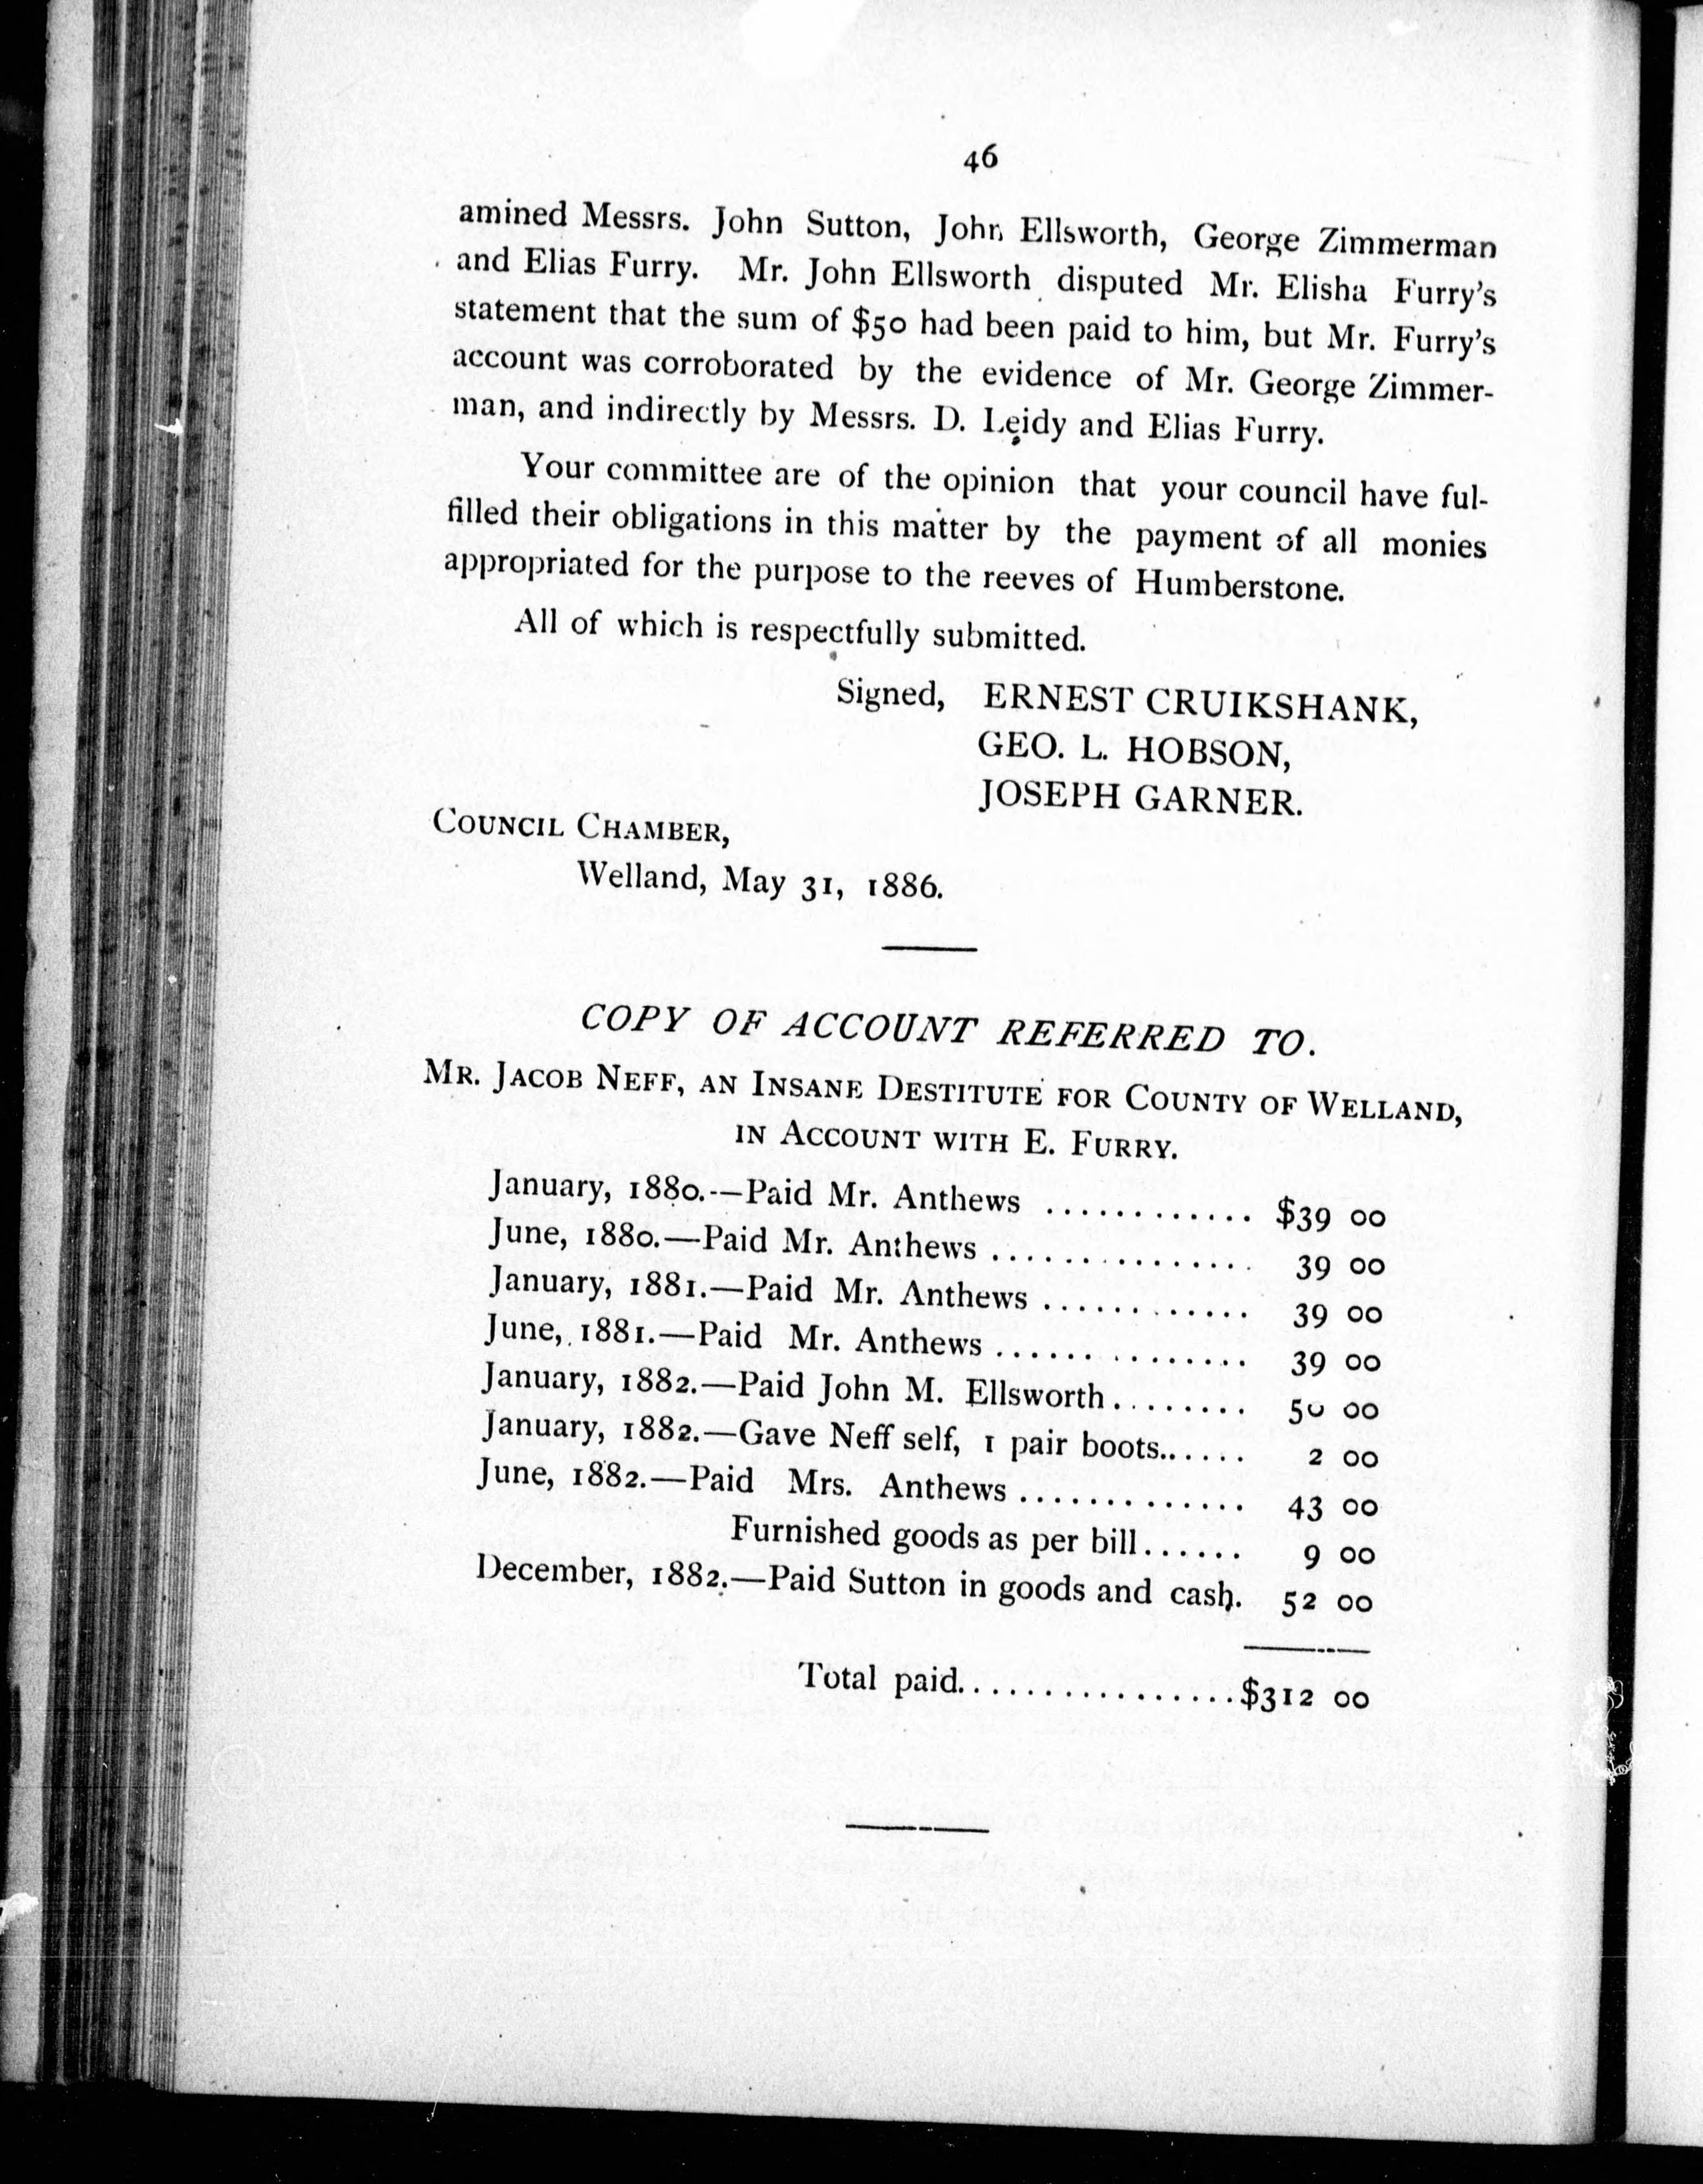 46
amined Messrs. John Sutton, John Ellsworth, George Zimmerman
and Elias Furry. Mr. John Ellsworth disputed Mr. Elisha Furry's
statement that the sum of $50 had been paid to him, but Mr. Furry's
account was corroborated by the evidence of Mr. George Zimmer-
man, and indirectly by Messrs. D. Leidy and Elias Furry.
Your committee are of the opinion that your council have ful-
filled their obligations in this matter by the payment of all monies
appropriated for the purpose to the reeves of Humberstone.
All of which is respectfully submitted.
Signed, ERNEST CRUIKSHANK,
GEO. L. HOBSON,
JOSEPH GARNER.
COUNCIL CHAMBER,
Welland, May 31, 1886.
COPY OF ACCOUNT REFERRED TO.
MR. JACOB NEFF, AN INSANE DESTITUTE FOR COUNTY OF WELLAND,
IN ACCOUNT WITH E. FURRY.
January, 1880.—Paid Mr. Anthews ............ $39 00
June, 1880.—Paid Mr. Anthews ............... 39 00
January, 1881.—Paid Mr. Anthews ............ 39 00
June, 1881.—Paid Mr. Anthews .............. 39 00
January, 1882.—Paid John M. Ellsworth........ 50 00
January, 1882.—Gave Neff self, 1 pair boots...... 2 00
June, 1882.—Paid Mrs. Anthews ............. 43 00
Furnished goods as per bill...... 9 00
December, 1882.—Paid Sutton in goods and cash. 52 00
Total paid.................$312 00